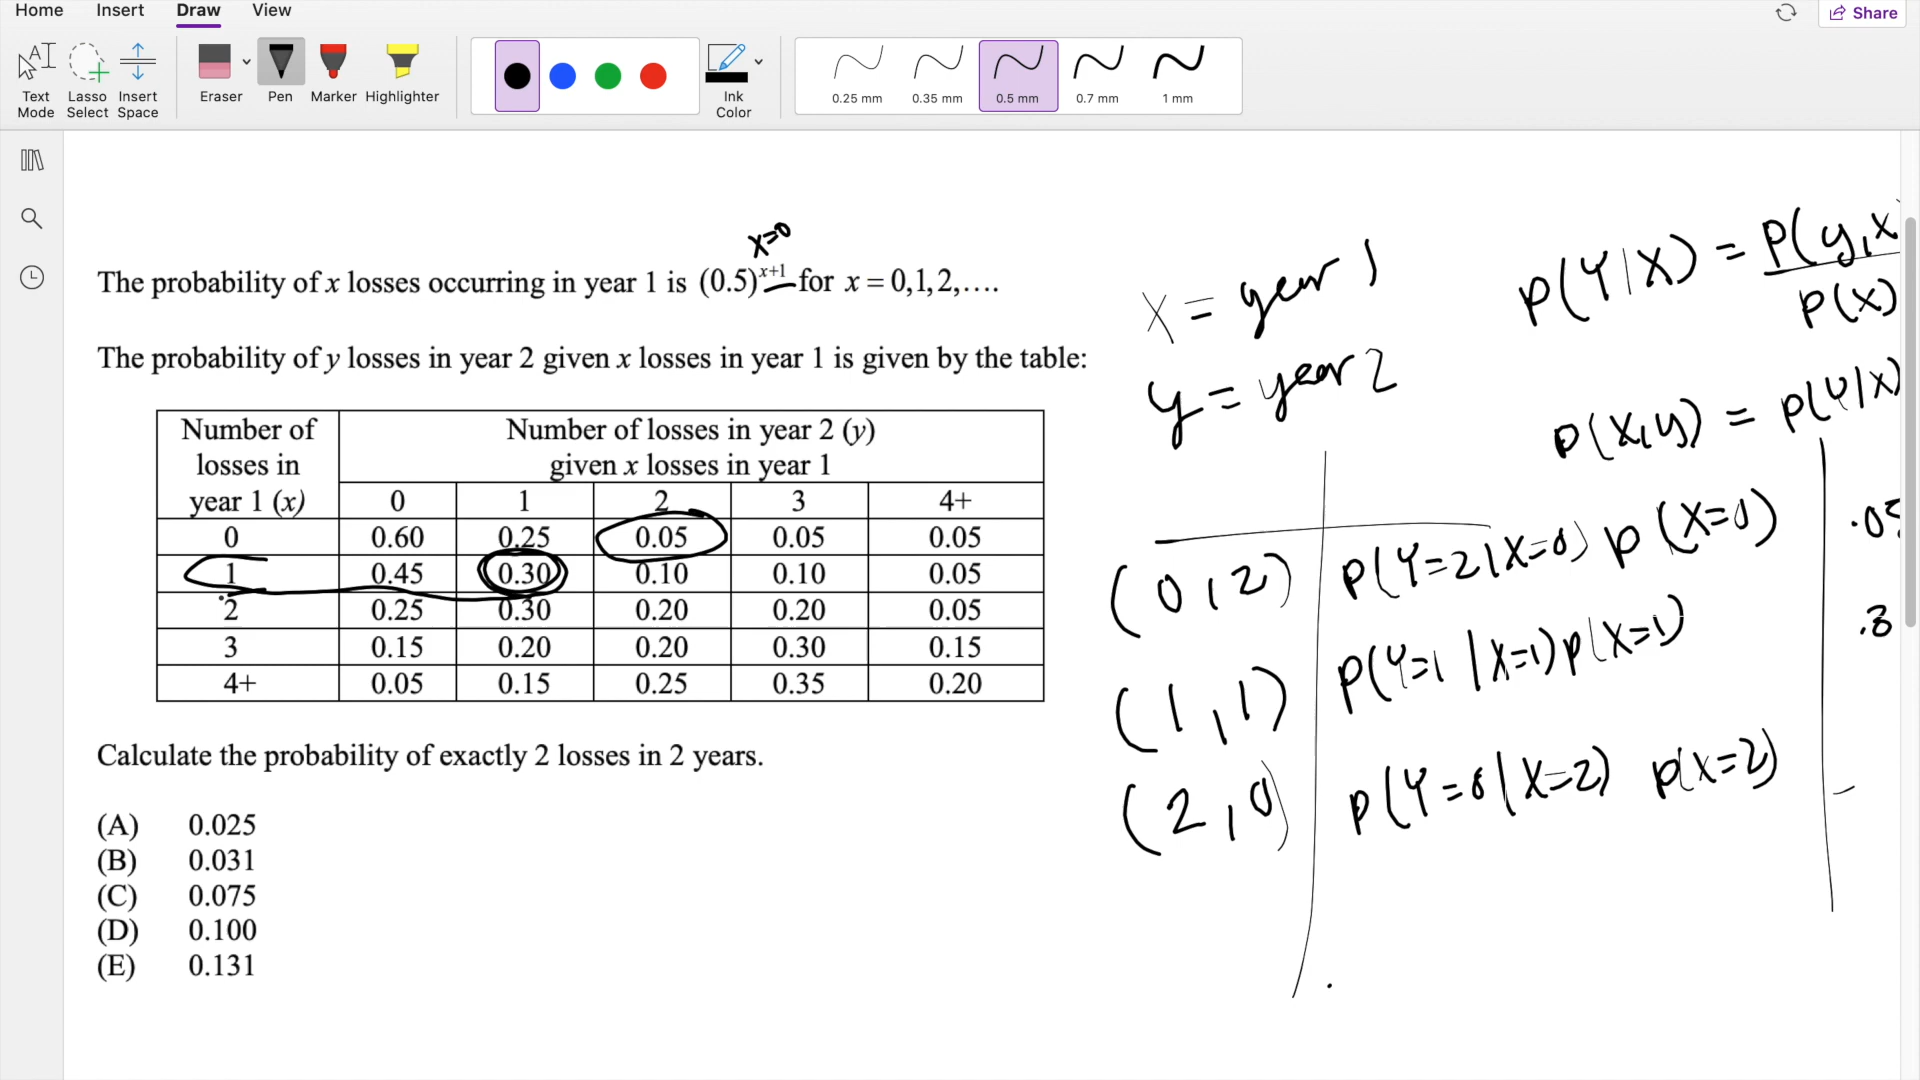 Home Insert Draw View Share
Text Mode Lasso Select Insert Space Eraser Pen Marker Highlighter Ink Color 0.25 mm 0.35 mm 0.5 mm 0.7 mm 1 mm
x=0
The probability of x losses occurring in year 1 is (0.5)^{x+1} for x = 0,1,2,….
The probability of y losses in year 2 given x losses in year 1 is given by the table:
Number of losses in year 1 (x)
Number of losses in year 2 (y)
given x losses in year 1
0 1 2 3 4+
0 0.60 0.25 0.05 0.05 0.05
1 0.45 0.30 0.10 0.10 0.05
2 0.25 0.30 0.20 0.20 0.05
3 0.15 0.20 0.20 0.30 0.15
4+ 0.05 0.15 0.25 0.35 0.20
Calculate the probability of exactly 2 losses in 2 years.
(A) 0.025
(B) 0.031
(C) 0.075
(D) 0.100
(E) 0.131
X = year 1
y = year 2
P(Y|X) = P(y,x
P(X)
P(X,y) = P(Y|X)
(0,2) P(Y=2|X=0) P(X=0) .05
(1,1) P(Y=1|X=1) P(X=1) .3
(2,0) P(Y=0|X=2) P(X=2)